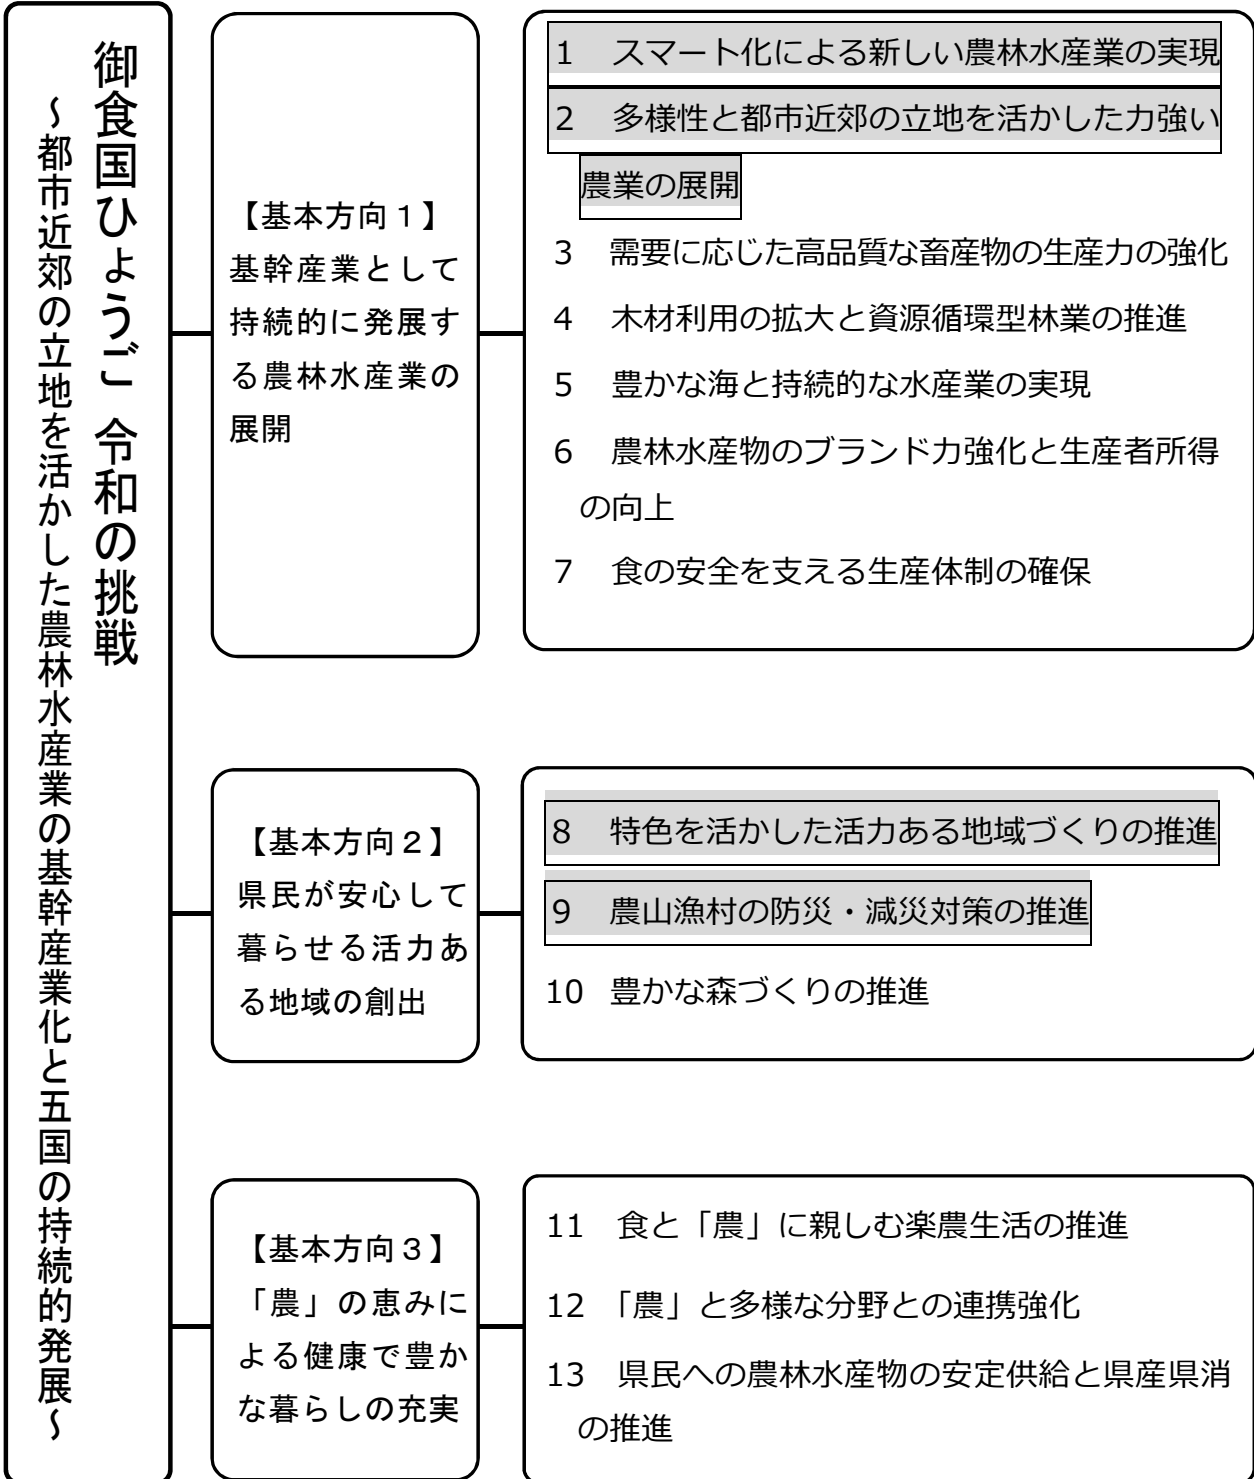 御食国ひょうご 令和の挑戦
～都市近郊の立地を活かした農林水産業の基幹産業化と五国の持続的発展～
【基本方向１】
基幹産業として
持続的に発展す
る農林水産業の
展開
1 スマート化による新しい農林水産業の実現
2 多様性と都市近郊の立地を活かした力強い
農業の展開
3 需要に応じた高品質な畜産物の生産力の強化
4 木材利用の拡大と資源循環型林業の推進
5 豊かな海と持続的な水産業の実現
6 農林水産物のブランド力強化と生産者所得
の向上
7 食の安全を支える生産体制の確保
【基本方向２】
県民が安心して
暮らせる活力あ
る地域の創出
8 特色を活かした活力ある地域づくりの推進
9 農山漁村の防災・減災対策の推進
10 豊かな森づくりの推進
【基本方向３】
「農」の恵みに
よる健康で豊か
な暮らしの充実
11 食と「農」に親しむ楽農生活の推進
12 「農」と多様な分野との連携強化
13 県民への農林水産物の安定供給と県産県消
の推進